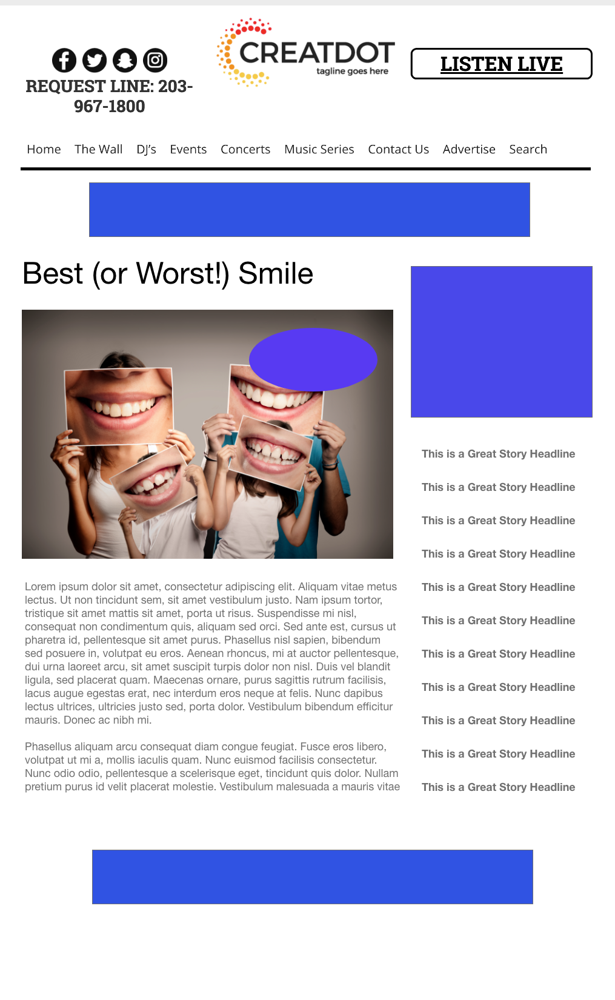 REQUEST LINE: 203-
967-1800
CREATDOT
tagline goes here
LISTEN LIVE
Home The Wall DJ’s Events Concerts Music Series Contact Us Advertise Search
Best (or Worst!) Smile
Lorem ipsum dolor sit amet, consectetur adipiscing elit. Aliquam vitae metus
lectus. Ut non tincidunt sem, sit amet vestibulum justo. Nam ipsum tortor,
tristique sit amet mattis sit amet, porta ut risus. Suspendisse mi nisl,
consequat non condimentum quis, aliquam sed orci. Sed ante est, cursus ut
pharetra id, pellentesque sit amet purus. Phasellus nisl sapien, bibendum
sed posuere in, volutpat eu eros. Aenean rhoncus, mi at auctor pellentesque,
dui urna laoreet arcu, sit amet suscipit turpis dolor non nisl. Duis vel blandit
ligula, sed placerat quam. Maecenas ornare, purus sagittis rutrum facilisis,
lacus augue egestas erat, nec interdum eros neque at felis. Nunc dapibus
lectus ultrices, ultricies justo sed, porta dolor. Vestibulum bibendum efficitur
mauris. Donec ac nibh mi.
Phasellus aliquam arcu consequat diam congue feugiat. Fusce eros libero,
volutpat ut mi a, mollis iaculis quam. Nunc euismod facilisis consectetur.
Nunc odio odio, pellentesque a scelerisque eget, tincidunt quis dolor. Nullam
pretium purus id velit placerat molestie. Vestibulum malesuada a mauris vitae
This is a Great Story Headline
This is a Great Story Headline
This is a Great Story Headline
This is a Great Story Headline
This is a Great Story Headline
This is a Great Story Headline
This is a Great Story Headline
This is a Great Story Headline
This is a Great Story Headline
This is a Great Story Headline
This is a Great Story Headline